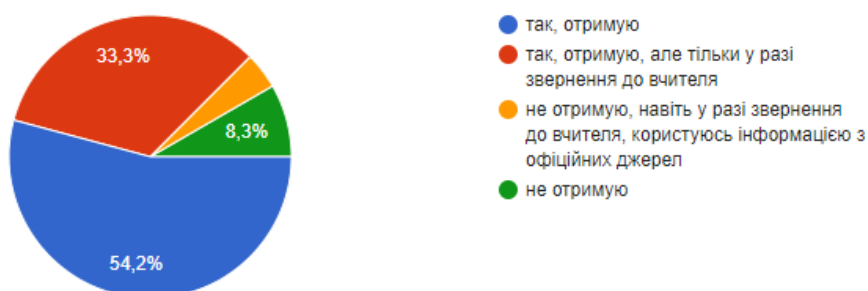 33,3%
8,3%
54,2%
так, отримую
так, отримую, але тільки у разі
звернення до вчителя
не отримую, навіть у разі звернення
до вчителя, користуюсь інформацією з
офіційних джерел
не отримую